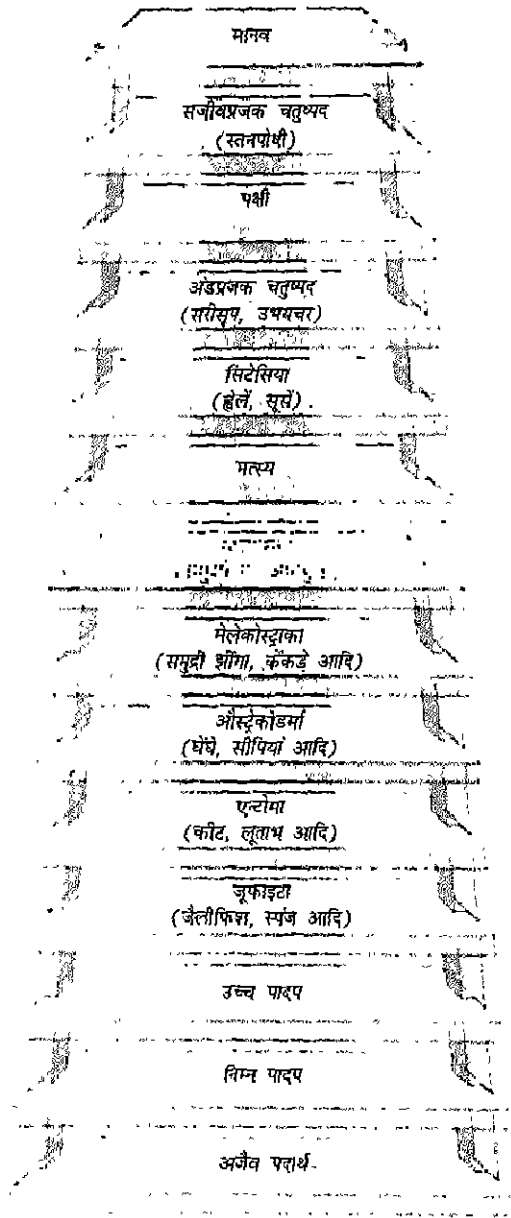 मानव
सजीवप्रजक चतुष्पद
(स्तनपोषी)
पक्षी
अंडप्रजक चतुष्पद
(सरीसृप, उभयचर)
सिटेसिया
(ह्वेलें, सूसें)
मत्स्य
मेलेकोस्ट्राका
(समुद्री झींगा, केंकड़े आदि)
औस्ट्रेकोडर्मा
(घेंघे, सीपियां आदि)
एन्टोमा
(कीट, लूताभ आदि)
जूफाइटा
(जैलीफिश, स्पंज आदि)
उच्च पादप
निम्न पादप
अजैव पदार्थ